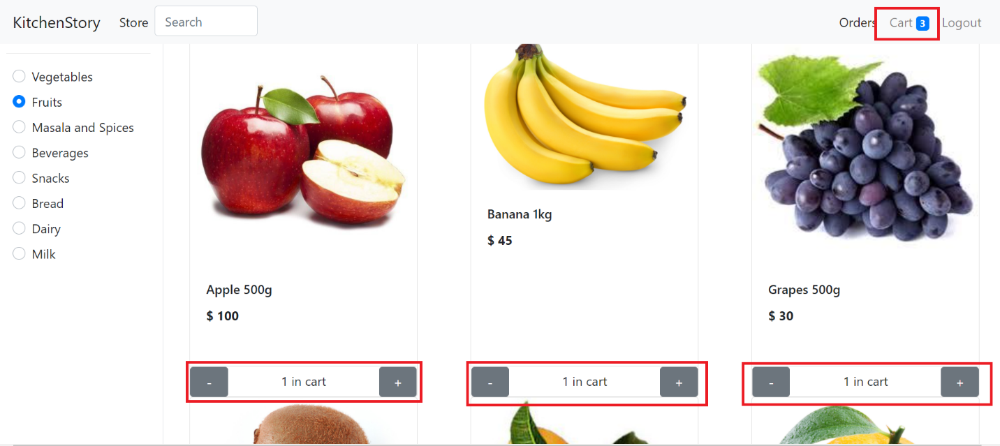 KitchenStory Store Search Orders Cart 3 Logout
Vegetables
Fruits
Masala and Spices
Beverages
Snacks
Bread
Dairy
Milk
Apple 500g
$ 100
- 1 in cart +
Banana 1kg
$ 45
- 1 in cart +
Grapes 500g
$ 30
- 1 in cart +